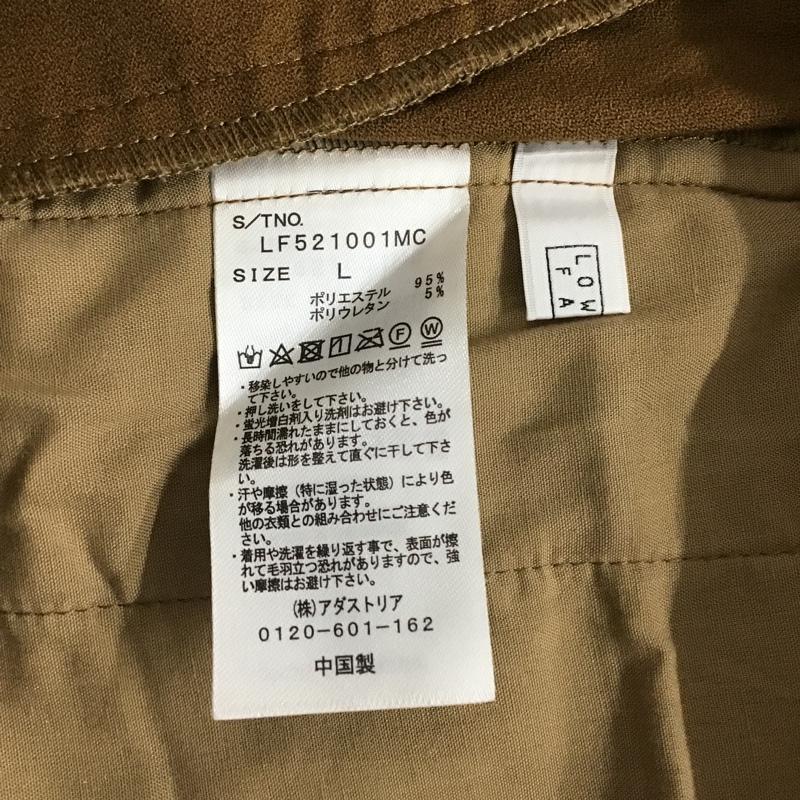 S/TNO.
LF521001MC
SIZE L
ポリエステル 95%
ポリウレタン 5%
F W
・移染しやすいので他の物と分けて洗っ
て下さい。
・押し洗いをして下さい。
・蛍光増白剤入り洗剤はお避け下さい。
・長時間濡れたままにしておくと、色が
落ちる恐れがあります。
洗濯後は形を整えて直ぐに干して下さ
い。
・汗や摩擦（特に湿った状態）により色
が移る場合があります。
他の衣類との組み合わせにご注意くだ
さい。
・着用や洗濯を繰り返す事で、表面が擦
れて毛羽立つ恐れがありますので、強
い摩擦はお避け下さい。
(株)アダストリア
0120-601-162
中国製
LOW
FA